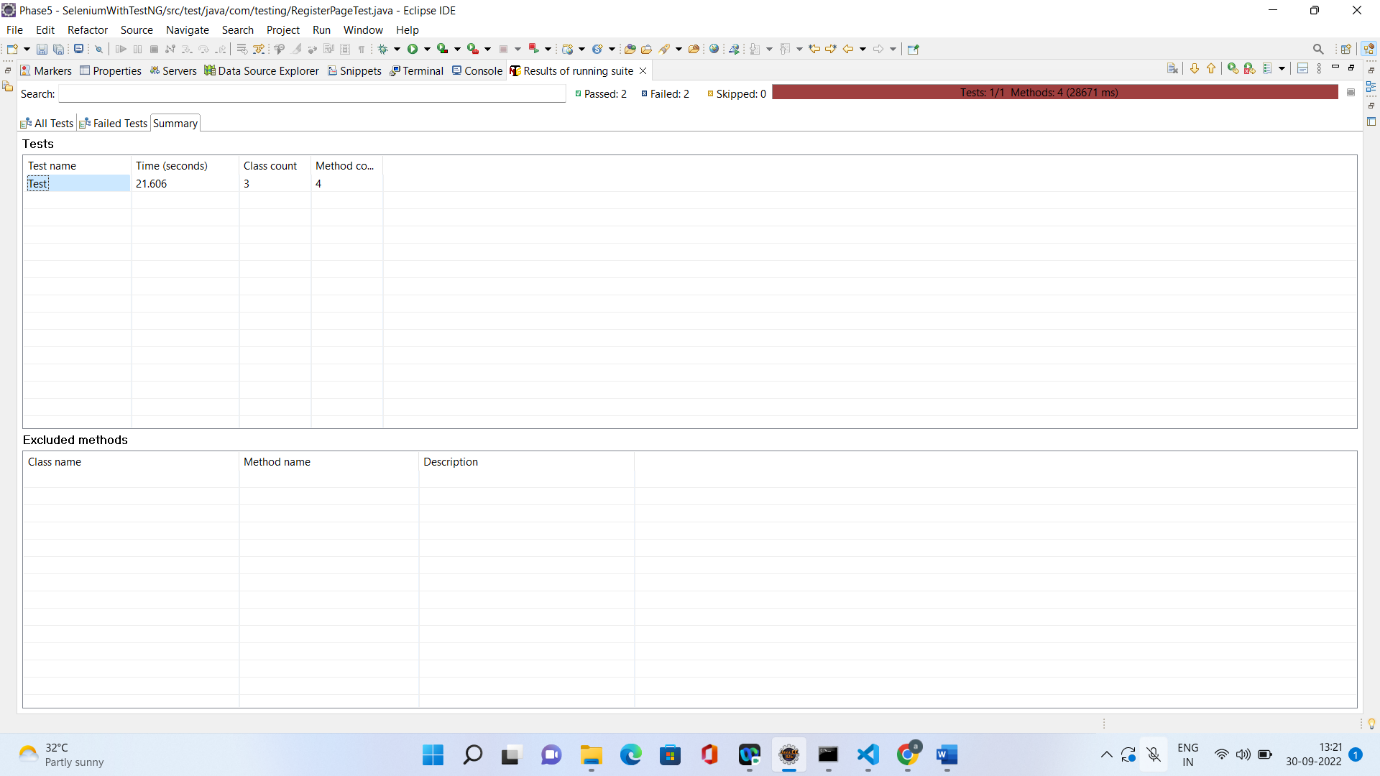 Phase5 - SeleniumWithTestNG/src/test/java/com/testing/RegisterPageTest.java - Eclipse IDE
File Edit Refactor Source Navigate Search Project Run Window Help
Markers Properties Servers Data Source Explorer Snippets Terminal Console Results of running suite
Search: Passed: 2 Failed: 2 Skipped: 0 Tests: 1/1 Methods: 4 (28671 ms)
All Tests Failed Tests Summary
Tests
Test name Time (seconds) Class count Method co...
Test 21.606 3 4
Excluded methods
Class name Method name Description
32°C
Partly sunny
ENG
IN
13:21
30-09-2022
1